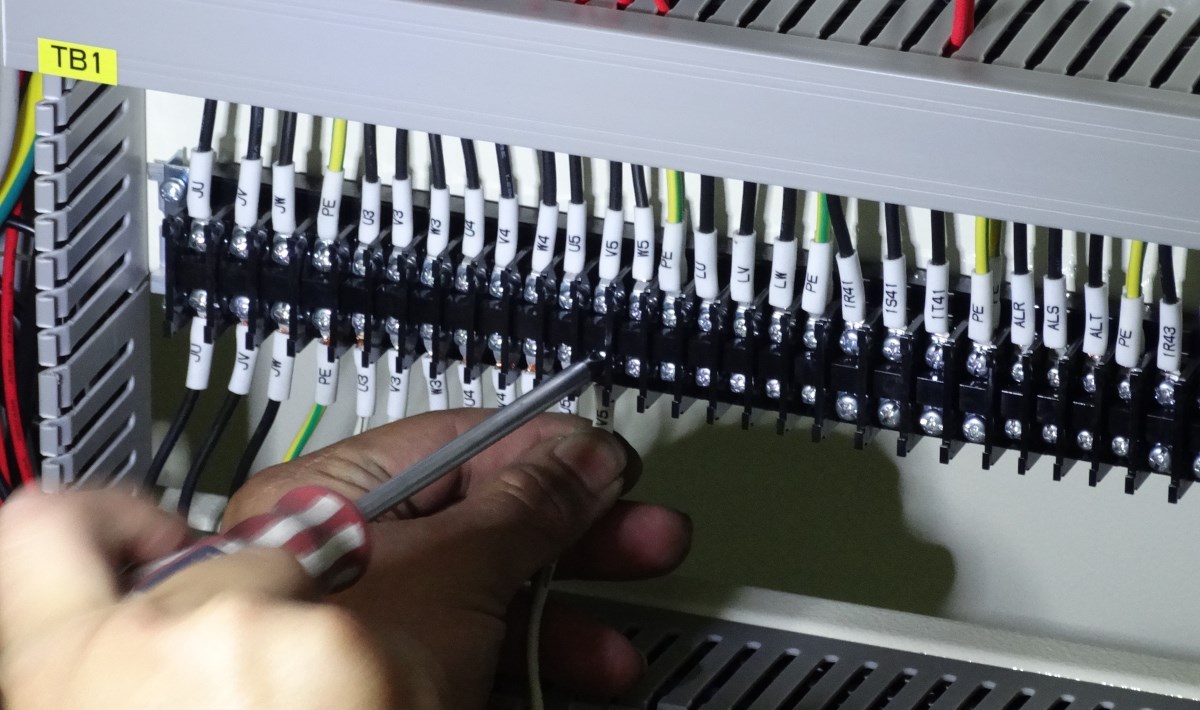 TB1
JU JV JW PE U3 V3 W3 U4 V4 W4 U5 V5 W5 PE LU LV LW PE IR41 IS41 IT41 PE ALR ALS ALT PE IR43
JU JV JW PE U3 V3 W3 U4 V4 V5